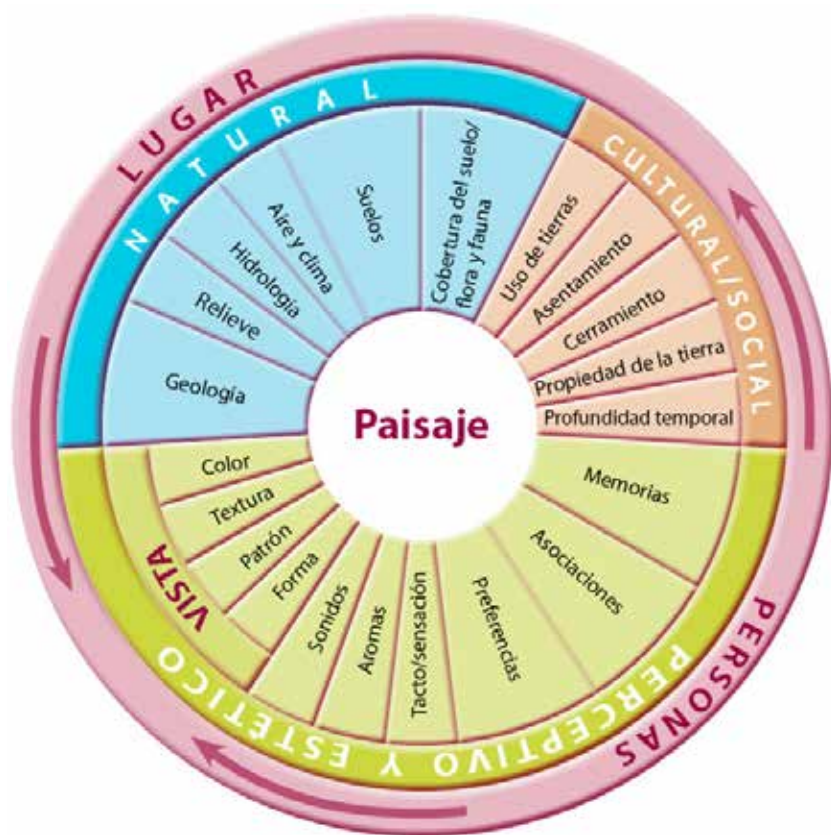 LUGAR
NATURAL
CULTURAL/SOCIAL
Geología
Relieve
Hidrología
Aire y clima
Suelos
Cobertura del suelo/
flora y fauna
Uso de tierras
Asentamiento
Cerramiento
Propiedad de la tierra
Profundidad temporal
Paisaje
Color
Textura
Patrón
Forma
VISTA
Sonidos
Aromas
Tacto/sensación
Preferencias
Asociaciones
Memorias
PERCEPTIVO Y ESTÉTICO
PERSONAS